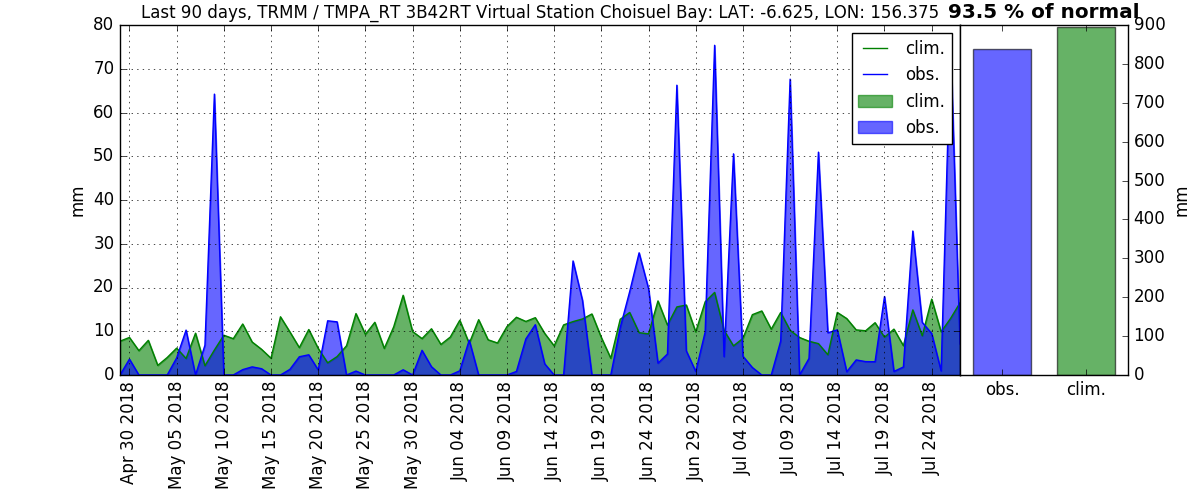 Last 90 days, TRMM / TMPA_RT 3B42RT Virtual Station Choisuel Bay: LAT: -6.625, LON: 156.375
93.5 % of normal
80
70
60
50
40
30
20
10
0
mm
clim.
obs.
clim.
obs.
900
800
700
600
500
400
300
200
100
0
mm
Apr 30 2018
May 05 2018
May 10 2018
May 15 2018
May 20 2018
May 25 2018
May 30 2018
Jun 04 2018
Jun 09 2018
Jun 14 2018
Jun 19 2018
Jun 24 2018
Jun 29 2018
Jul 04 2018
Jul 09 2018
Jul 14 2018
Jul 19 2018
Jul 24 2018
obs.
clim.